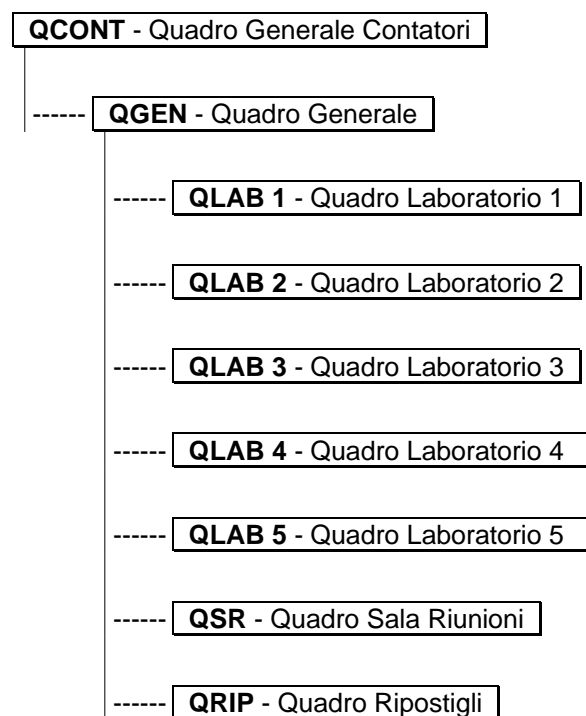 QCONT - Quadro Generale Contatori
------ QGEN - Quadro Generale
------ QLAB 1 - Quadro Laboratorio 1
------ QLAB 2 - Quadro Laboratorio 2
------ QLAB 3 - Quadro Laboratorio 3
------ QLAB 4 - Quadro Laboratorio 4
------ QLAB 5 - Quadro Laboratorio 5
------ QSR - Quadro Sala Riunioni
------ QRIP - Quadro Ripostigli